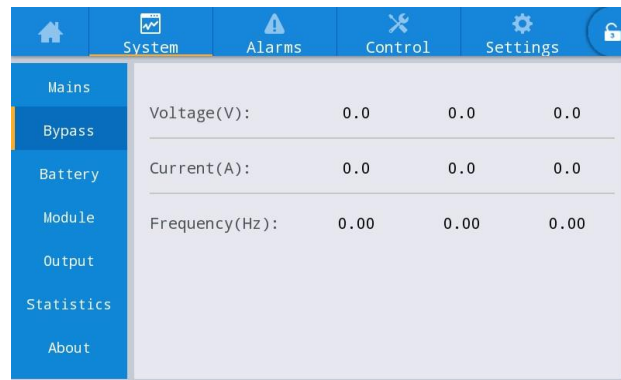 System Alarms Control Settings
Mains
Bypass
Battery
Module
Output
Statistics
About
Voltage(V): 0.0 0.0 0.0
Current(A): 0.0 0.0 0.0
Frequency(Hz): 0.00 0.00 0.00